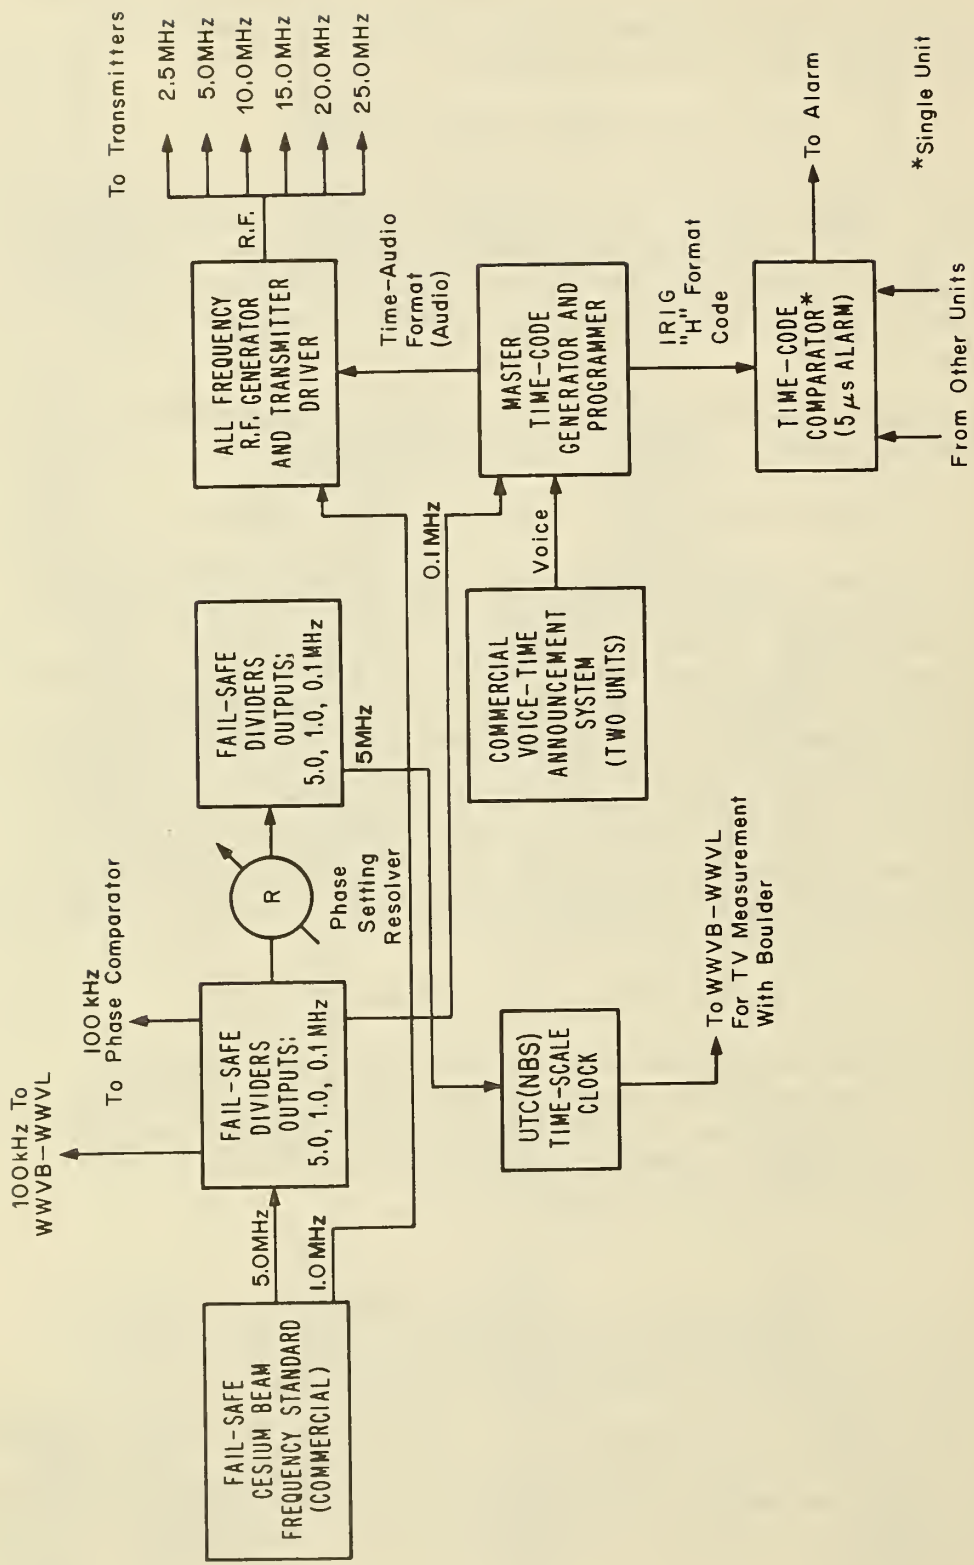 100kHz To
WWVB-WWVL
100 kHz
To Phase Comparator
FAIL-SAFE
CESIUM BEAM
FREQUENCY STANDARD
(COMMERCIAL)
5.0MHz
1.0MHz
FAIL-SAFE
DIVIDERS
OUTPUTS;
5.0, 1.0, 0.1MHz
R
Phase
Setting
Resolver
FAIL-SAFE
DIVIDERS
OUTPUTS;
5.0, 1.0, 0.1MHz
5MHz
0.1MHz
ALL FREQUENCY
R.F. GENERATOR
AND TRANSMITTER
DRIVER
R.F.
To Transmitters
2.5MHz
5.0MHz
10.0MHz
15.0MHz
20.0MHz
25.0MHz
Time-Audio
Format
(Audio)
UTC(NBS)
TIME-SCALE
CLOCK
To WWVB-WWVL
For TV Measurement
With Boulder
COMMERCIAL
VOICE-TIME
ANNOUNCEMENT
SYSTEM
(TWO UNITS)
Voice
MASTER
TIME-CODE
GENERATOR AND
PROGRAMMER
IRIG
"H" Format
Code
TIME-CODE
COMPARATOR*
(5 μs ALARM)
To Alarm
From Other Units
*Single Unit